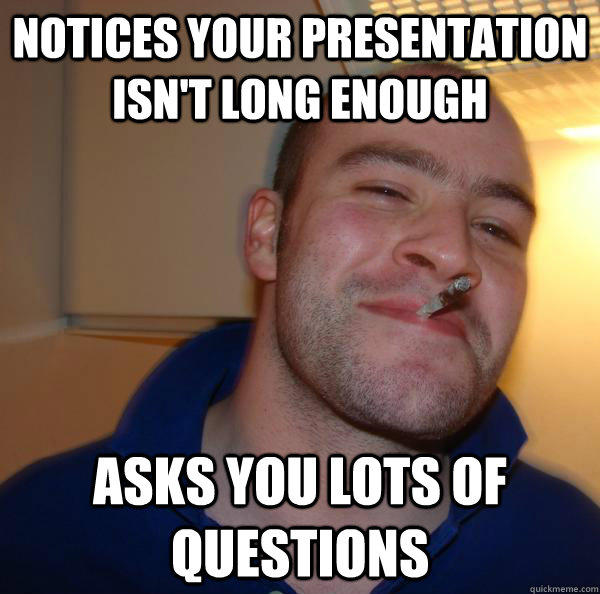 NOTICES YOUR PRESENTATION
ISN'T LONG ENOUGH
ASKS YOU LOTS OF
QUESTIONS
quickmeme.com